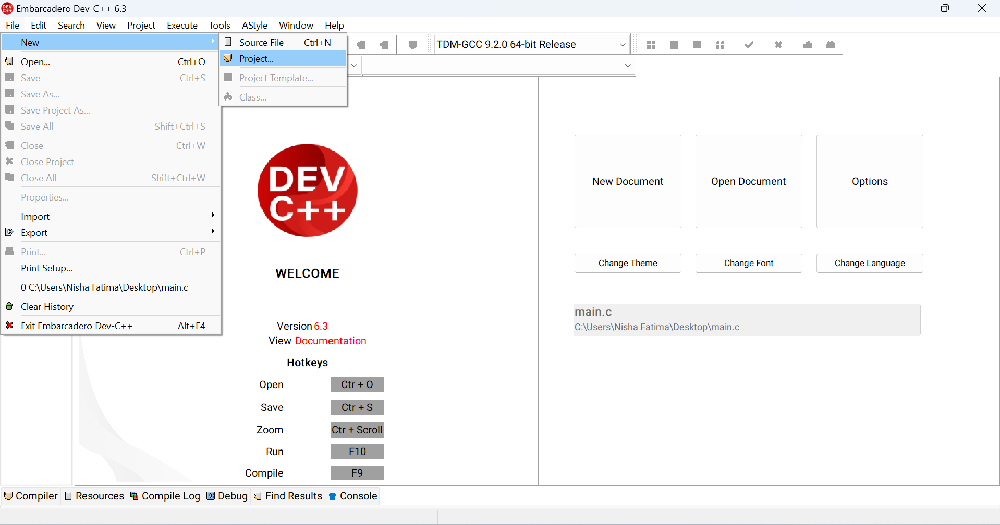 Embarcadero Dev-C++ 6.3
File Edit Search View Project Execute Tools AStyle Window Help
New
Open... Ctrl+O
Save Ctrl+S
Save As...
Save Project As...
Save All Shift+Ctrl+S
Close Ctrl+W
Close Project
Close All Shift+Ctrl+W
Properties...
Import
Export
Print... Ctrl+P
Print Setup...
0 C:\Users\Nisha Fatima\Desktop\main.c
Clear History
Exit Embarcadero Dev-C++ Alt+F4
Source File Ctrl+N
Project...
Project Template...
Class...
TDM-GCC 9.2.0 64-bit Release
DEV
C++
WELCOME
Version 6.3
View Documentation
Hotkeys
Open Ctr + O
Save Ctr + S
Zoom Ctr + Scroll
Run F10
Compile F9
New Document Open Document Options
Change Theme Change Font Change Language
main.c
C:\Users\Nisha Fatima\Desktop\main.c
Compiler Resources Compile Log Debug Find Results Console